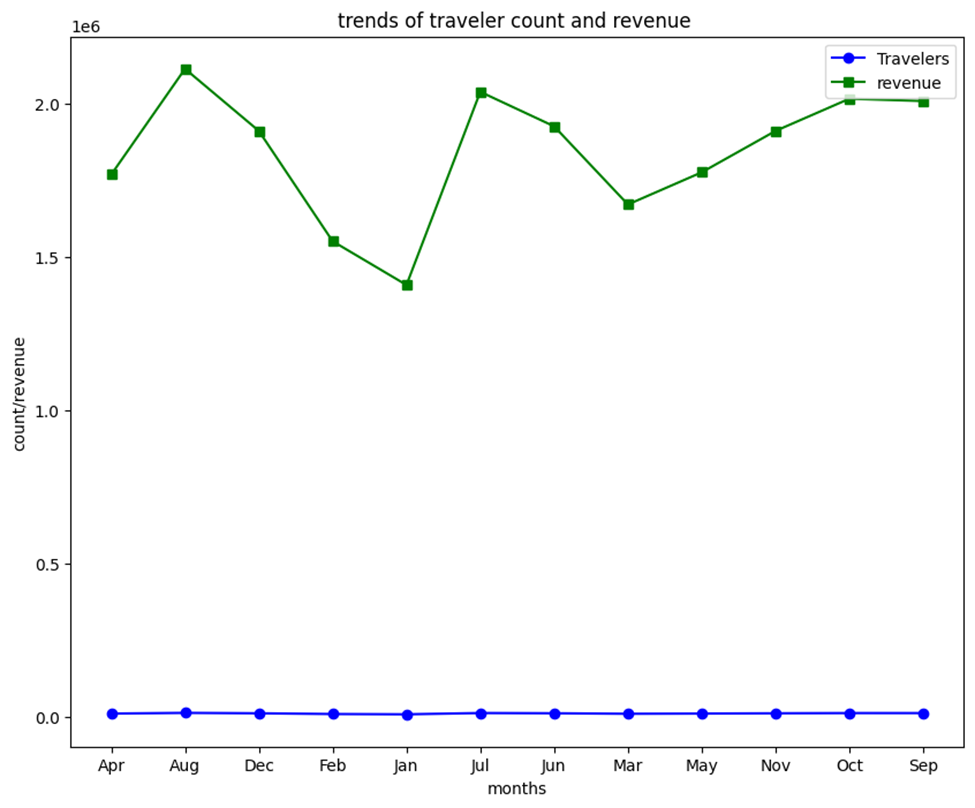 trends of traveler count and revenue
1e6
Travelers
revenue
2.0
1.5
1.0
0.5
0.0
count/revenue
Apr Aug Dec Feb Jan Jul Jun Mar May Nov Oct Sep
months